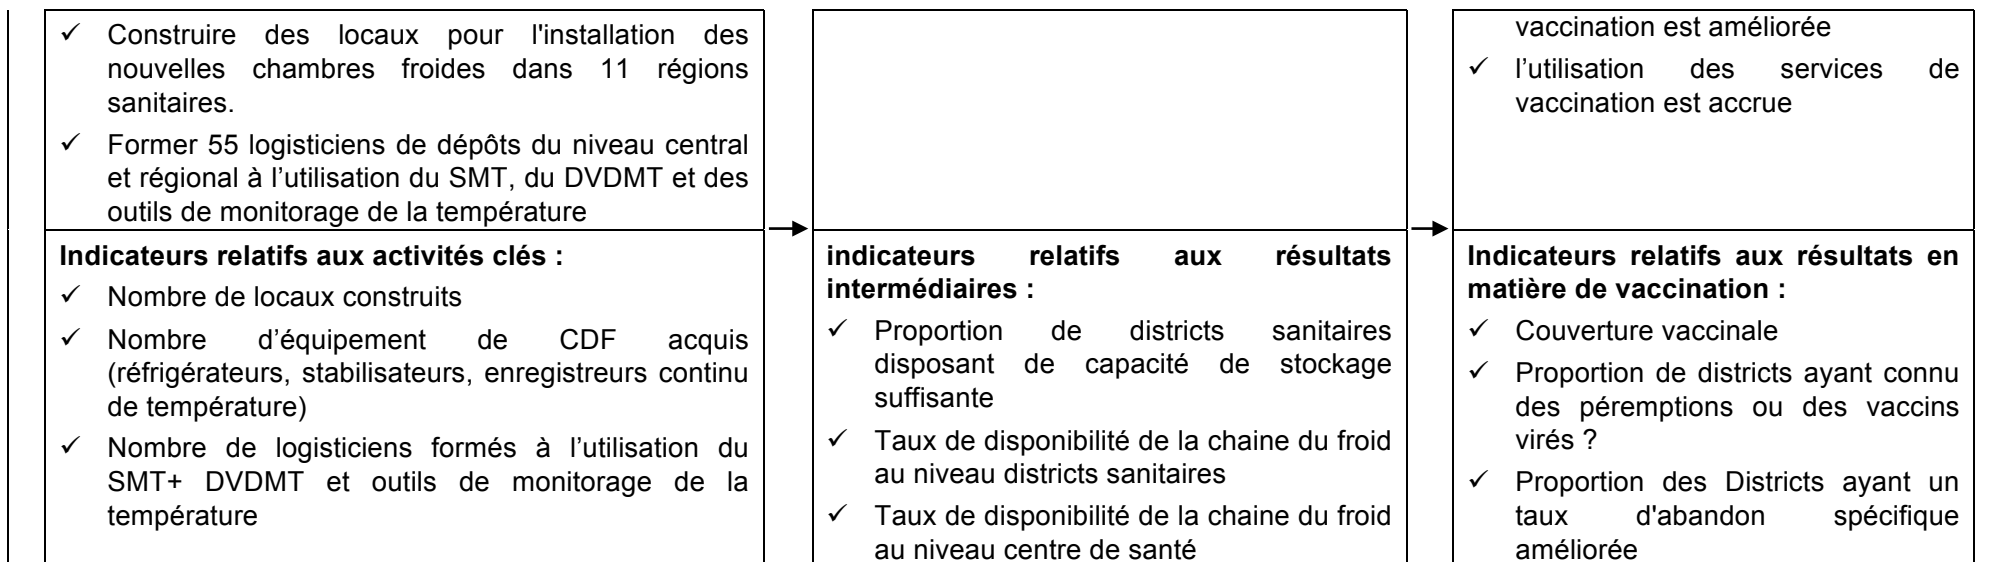 ✓ Construire des locaux pour l'installation des
nouvelles chambres froides dans 11 régions
sanitaires.
✓ Former 55 logisticiens de dépôts du niveau central
et régional à l’utilisation du SMT, du DVDMT et des
outils de monitorage de la température
Indicateurs relatifs aux activités clés :
✓ Nombre de locaux construits
✓ Nombre d’équipement de CDF acquis
(réfrigérateurs, stabilisateurs, enregistreurs continu
de température)
✓ Nombre de logisticiens formés à l’utilisation du
SMT+ DVDMT et outils de monitorage de la
température
indicateurs relatifs aux résultats
intermédiaires :
✓ Proportion de districts sanitaires
disposant de capacité de stockage
suffisante
✓ Taux de disponibilité de la chaine du froid
au niveau districts sanitaires
✓ Taux de disponibilité de la chaine du froid
au niveau centre de santé
vaccination est améliorée
✓ l’utilisation des services de
vaccination est accrue
Indicateurs relatifs aux résultats en
matière de vaccination :
✓ Couverture vaccinale
✓ Proportion de districts ayant connu
des péremptions ou des vaccins
virés ?
✓ Proportion des Districts ayant un
taux d'abandon spécifique
améliorée